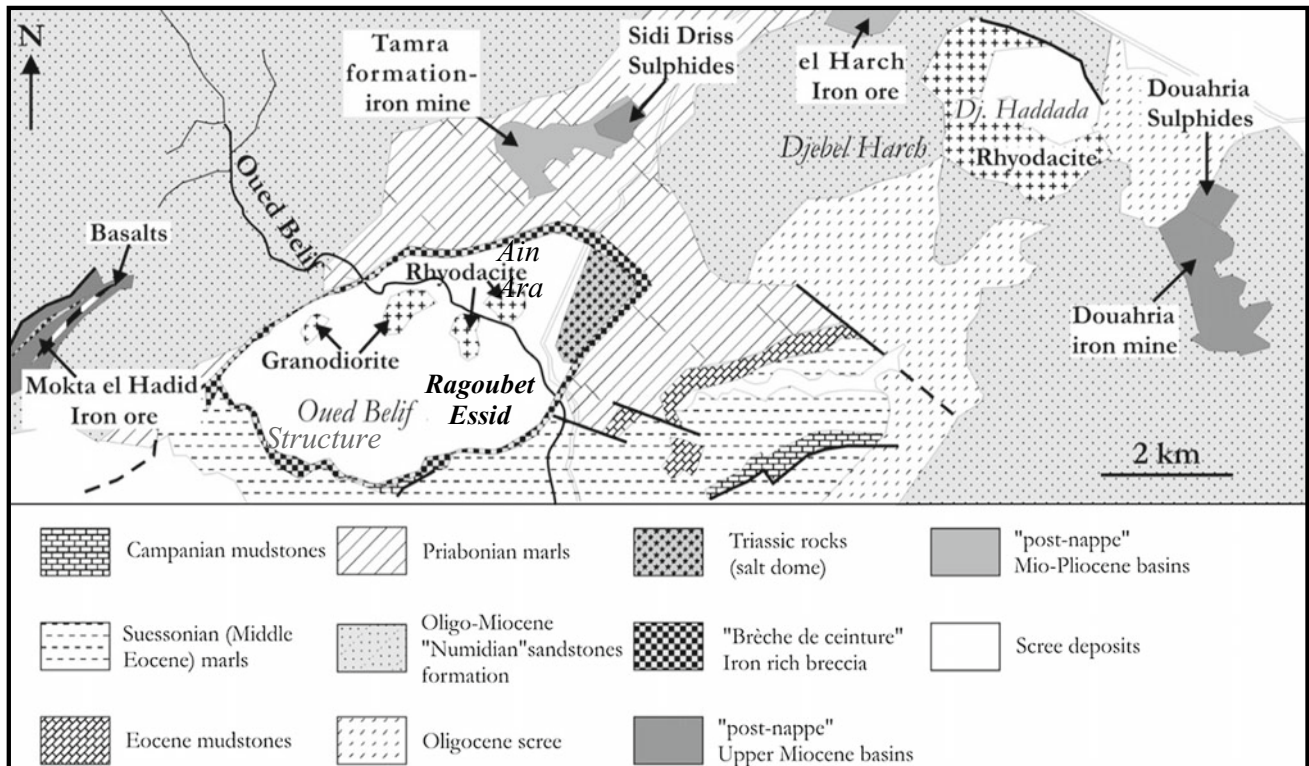 N
Tamra
formation-
iron mine
Sidi Driss
Sulphides
el Harch
Iron ore
Dj. Haddada
Douahria
Sulphides
Djebel Harch
Rhyodacite
Oued Belif
Basalts
Ain
Ara
Rhyodacite
Granodiorite
Douahria
iron mine
Mokta el Hadid
Iron ore
Ragoubet
Essid
Oued Belif
Structure
2 km
Campanian mudstones
Priabonian marls
Triassic rocks
(salt dome)
"post-nappe"
Mio-Pliocene basins
Suessonian (Middle
Eocene) marls
Oligo-Miocene
"Numidian"sandstones
formation
"Brèche de ceinture"
Iron rich breccia
Scree deposits
Eocene mudstones
Oligocene scree
"post-nappe"
Upper Miocene basins